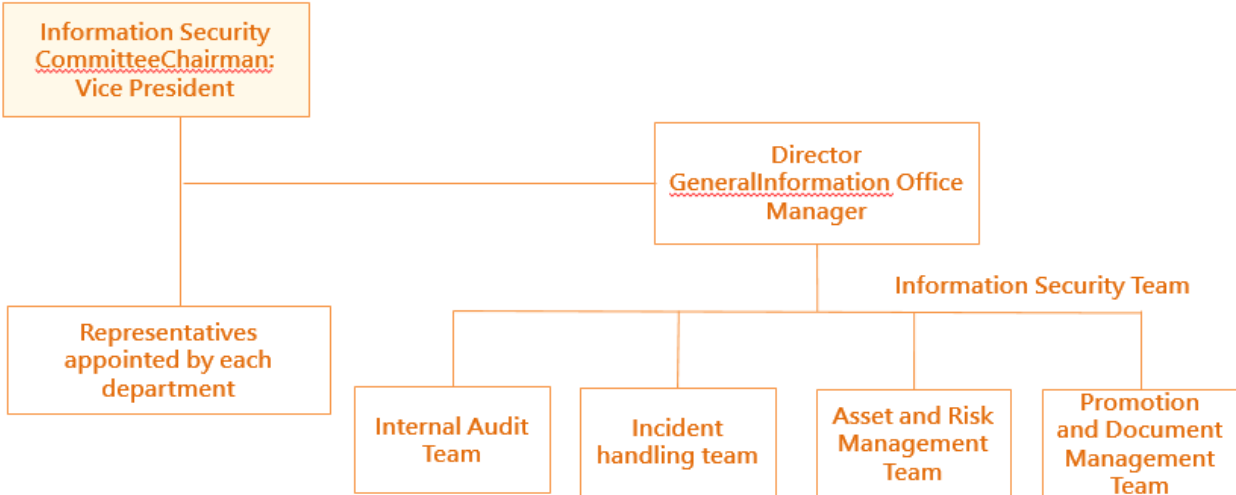 Information Security
CommitteeChairman:
Vice President
Director
GeneralInformation Office
Manager
Information Security Team
Representatives
appointed by each
department
Internal Audit
Team
Incident
handling team
Asset and Risk
Management
Team
Promotion
and Document
Management
Team